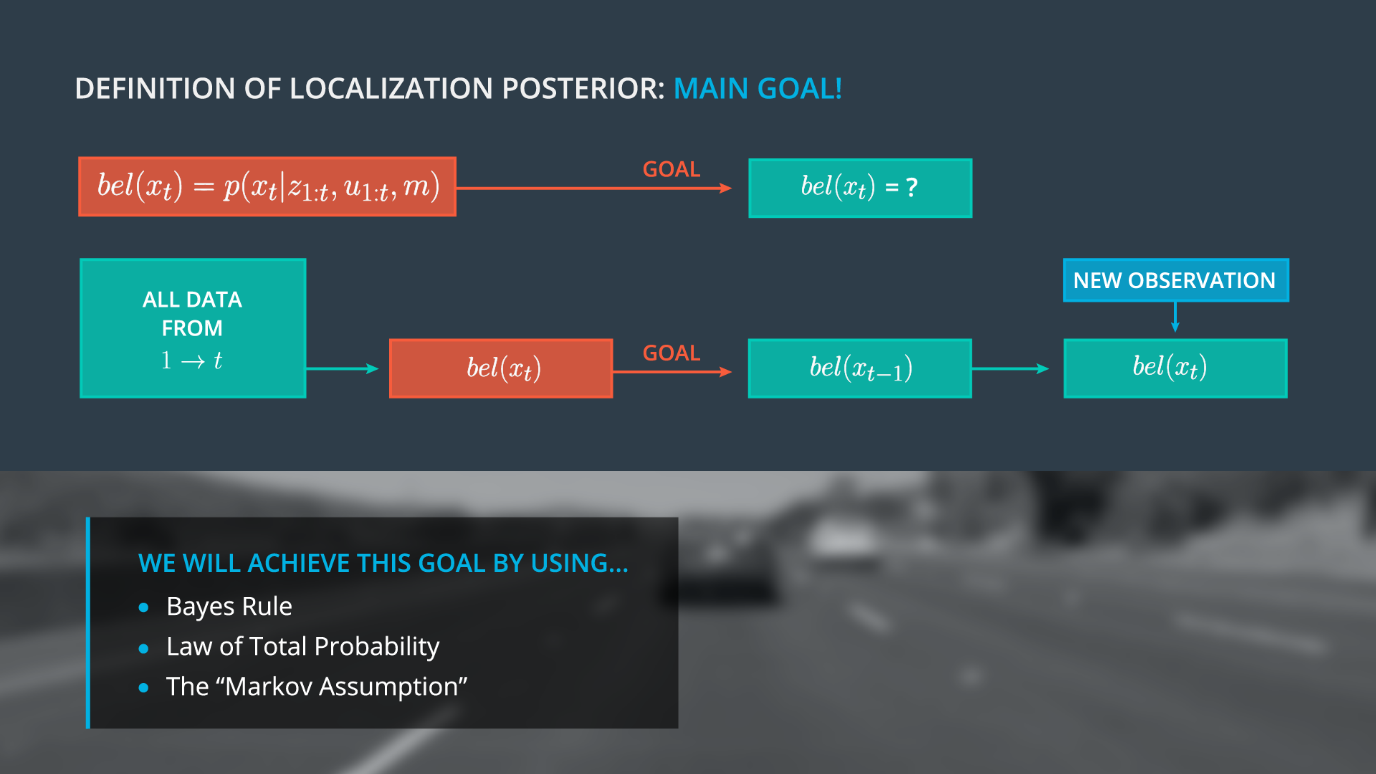 DEFINITION OF LOCALIZATION POSTERIOR: MAIN GOAL!
bel(x_t) = p(x_t|z_{1:t}, u_{1:t}, m)
GOAL
bel(x_t) = ?
ALL DATA
FROM
1 → t
bel(x_t)
GOAL
bel(x_{t−1})
NEW OBSERVATION
bel(x_t)
WE WILL ACHIEVE THIS GOAL BY USING...
• Bayes Rule
• Law of Total Probability
• The “Markov Assumption”